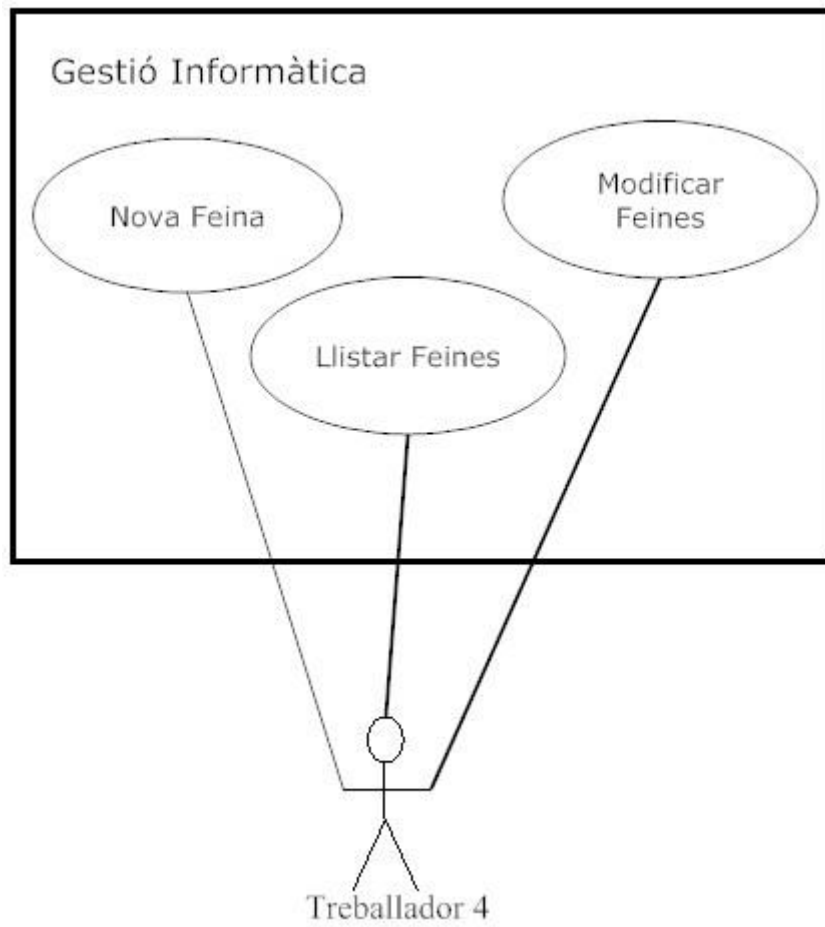 Gestió Informàtica
Nova Feina
Modificar
Feines
Llistar Feines
Treballador 4